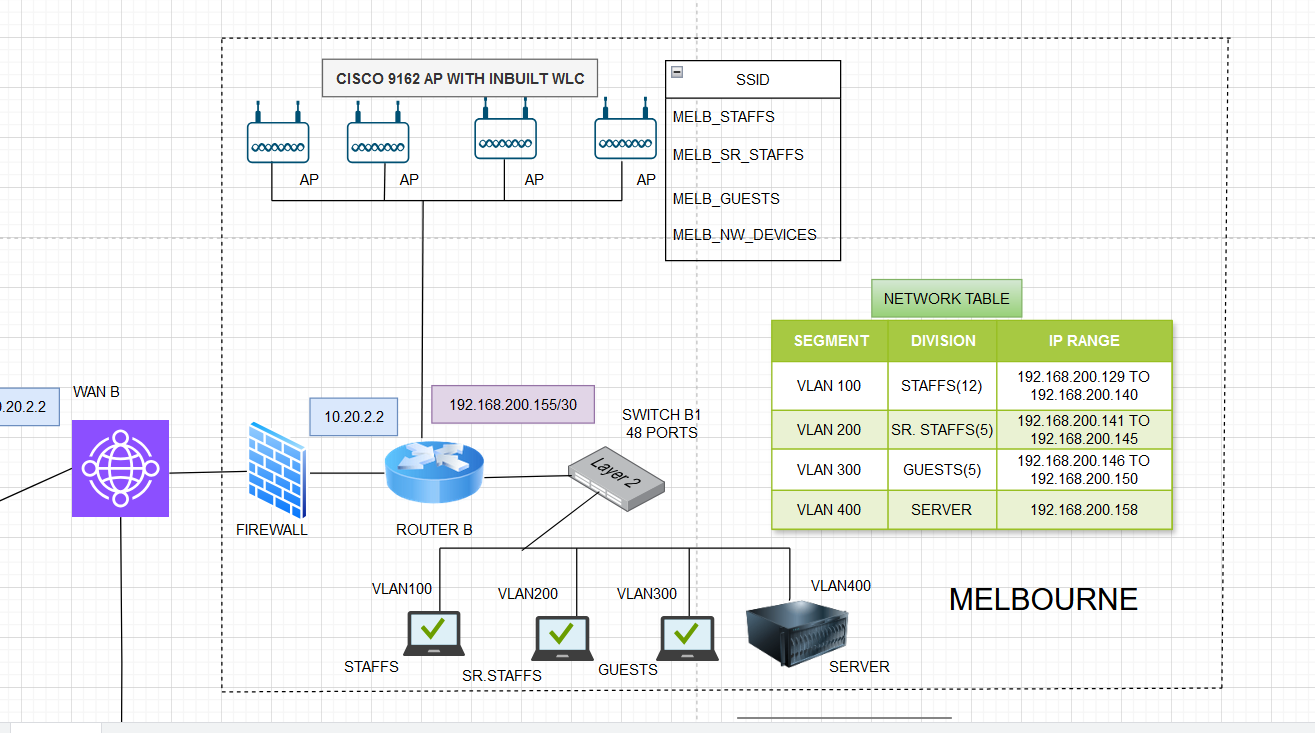 CISCO 9162 AP WITH INBUILT WLC
SSID
MELB_STAFFS
MELB_SR_STAFFS
MELB_GUESTS
MELB_NW_DEVICES
AP
AP
AP
AP
NETWORK TABLE
SEGMENT DIVISION IP RANGE
VLAN 100 STAFFS(12) 192.168.200.129 TO
192.168.200.140
VLAN 200 SR. STAFFS(5) 192.168.200.141 TO
192.168.200.145
VLAN 300 GUESTS(5) 192.168.200.146 TO
192.168.200.150
VLAN 400 SERVER 192.168.200.158
WAN B
.20.2.2
10.20.2.2
192.168.200.155/30
SWITCH B1
48 PORTS
Layer 2
FIREWALL
ROUTER B
VLAN100
VLAN200
VLAN300
VLAN400
STAFFS
SR.STAFFS
GUESTS
SERVER
MELBOURNE